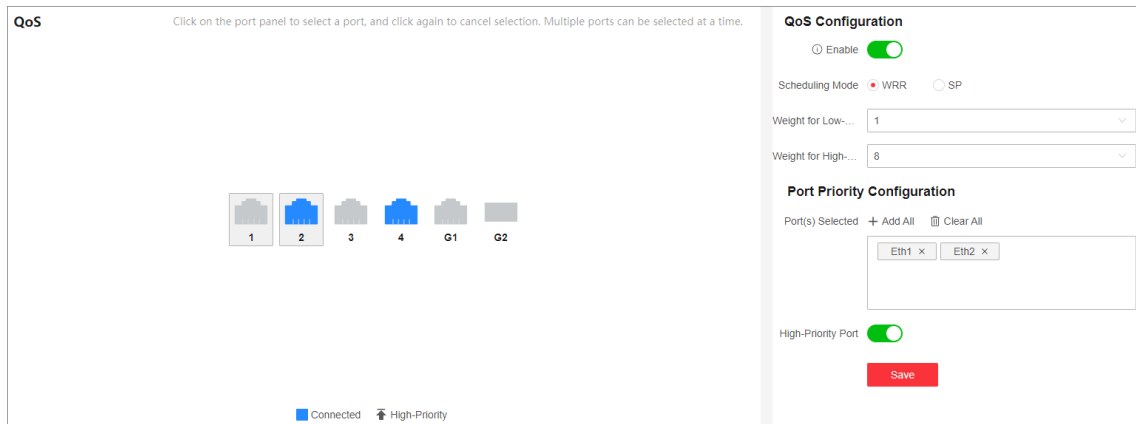 QoS
Click on the port panel to select a port, and click again to cancel selection. Multiple ports can be selected at a time.
1 2 3 4 G1 G2
Connected High-Priority
QoS Configuration
Enable
Scheduling Mode WRR SP
Weight for Low-... 1
Weight for High-... 8
Port Priority Configuration
Port(s) Selected + Add All Clear All
Eth1 × Eth2 ×
High-Priority Port
Save